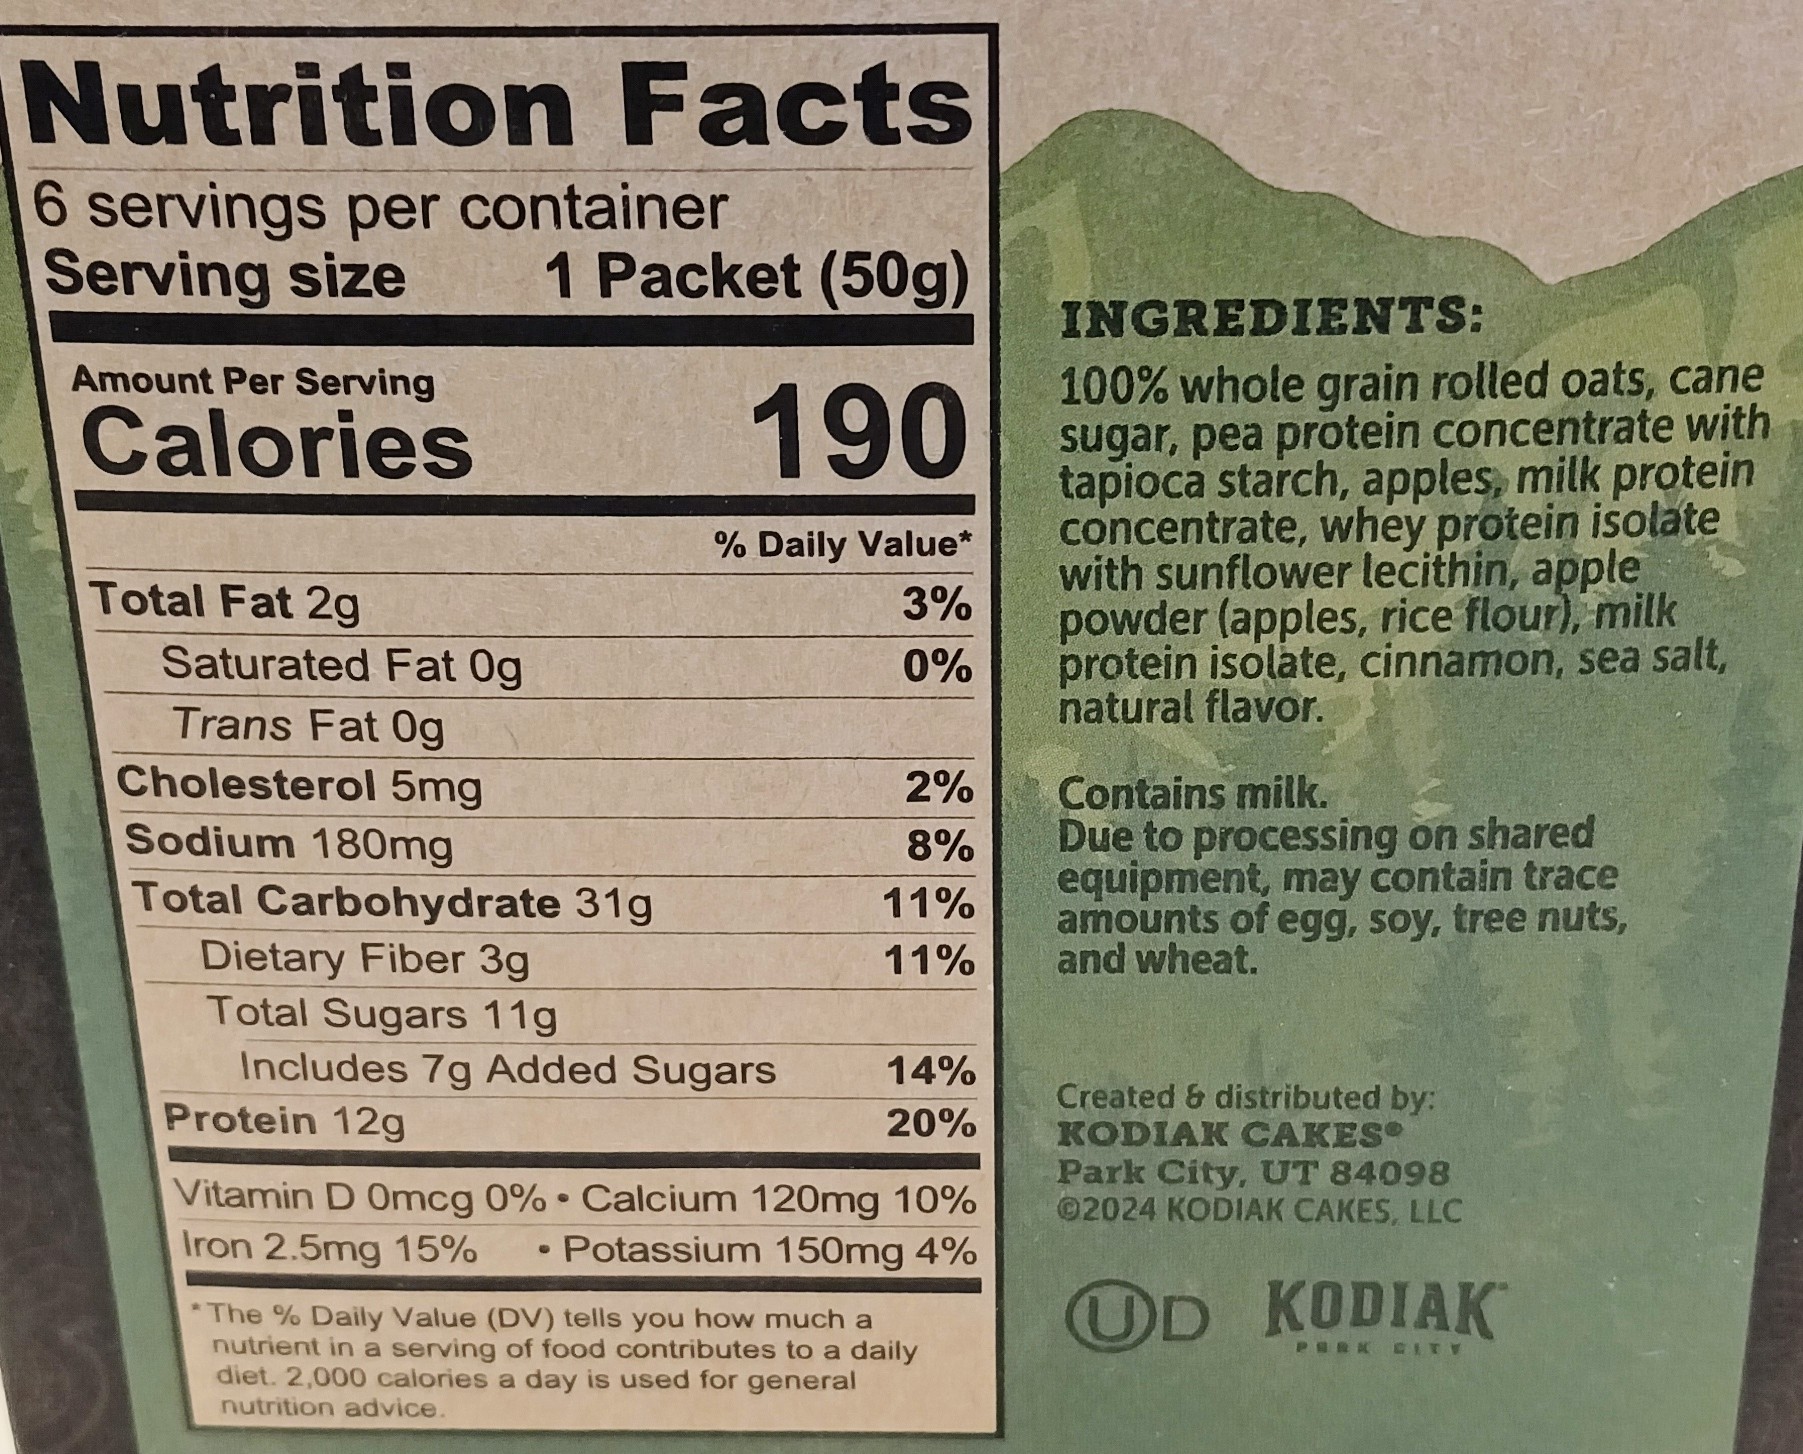 Nutrition Facts
6 servings per container
Serving size 1 Packet (50g)
Amount Per Serving
Calories 190
% Daily Value*
Total Fat 2g 3%
Saturated Fat 0g 0%
Trans Fat 0g
Cholesterol 5mg 2%
Sodium 180mg 8%
Total Carbohydrate 31g 11%
Dietary Fiber 3g 11%
Total Sugars 11g
Includes 7g Added Sugars 14%
Protein 12g 20%
Vitamin D 0mcg 0% • Calcium 120mg 10%
Iron 2.5mg 15% • Potassium 150mg 4%
*The % Daily Value (DV) tells you how much a
nutrient in a serving of food contributes to a daily
diet. 2,000 calories a day is used for general
nutrition advice.
INGREDIENTS:
100% whole grain rolled oats, cane
sugar, pea protein concentrate with
tapioca starch, apples, milk protein
concentrate, whey protein isolate
with sunflower lecithin, apple
powder (apples, rice flour), milk
protein isolate, cinnamon, sea salt,
natural flavor.
Contains milk.
Due to processing on shared
equipment, may contain trace
amounts of egg, soy, tree nuts,
and wheat.
Created & distributed by:
KODIAK CAKES®
Park City, UT 84098
©2024 KODIAK CAKES, LLC
UD KODIAK™
PARK CITY